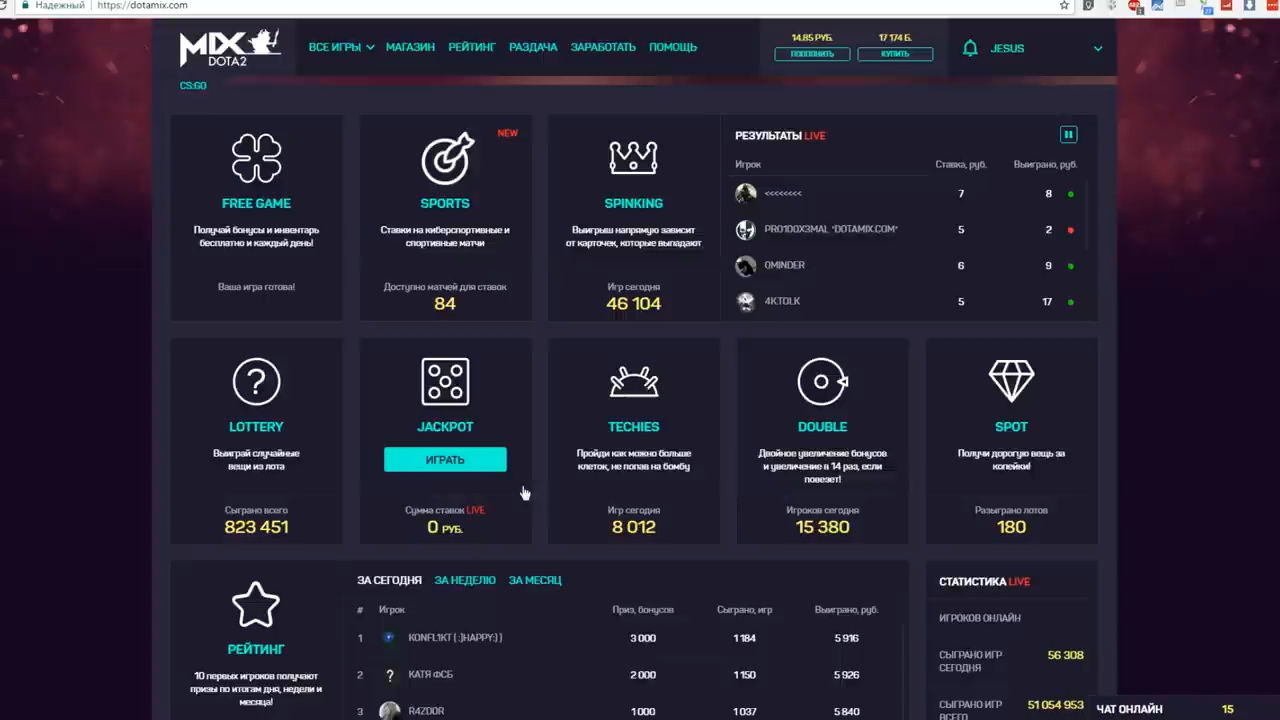 Надежный
https://dotamix.com
MIX
DOTA2
ВСЕ ИГРЫ
МАГАЗИН
РЕЙТИНГ
РАЗДАЧА
ЗАРАБОТАТЬ
ПОМОЩЬ
14.85 РУБ.
ПОПОЛНИТЬ
17 174 Б.
КУПИТЬ
JESUS
CS:GO
FREE GAME
Получай бонусы и инвентарь
бесплатно и каждый день!
Ваша игра готова!
NEW
SPORTS
Ставки на киберспортивные и
спортивные матчи
Доступно матчей для ставок
84
SPINKING
Выигрыш напрямую зависит
от карточек, которые выпадают
Игр сегодня
46 104
РЕЗУЛЬТАТЫ LIVE
Игрок Ставка, руб. Выиграно, руб.
<<<<<<<< 7 8
PRO100X3MAL *DOTAMIX.COM* 5 2
0MINDER 6 9
4KTOLK 5 17
LOTTERY
Выиграй случайные
вещи из лота
Сыграно всего
823 451
JACKPOT
ИГРАТЬ
Сумма ставок LIVE
0 РУБ.
TECHIES
Пройди как можно больше
клеток, не попав на бомбу
Игр сегодня
8 012
DOUBLE
Двойное увеличение бонусов
и увеличение в 14 раз, если
повезет!
Игроков сегодня
15 380
SPOT
Получи дорогую вещь за
копейки!
Разыграно лотов
180
РЕЙТИНГ
10 первых игроков получают
призы по итогам дня, недели и
месяца!
ЗА СЕГОДНЯ ЗА НЕДЕЛЮ ЗА МЕСЯЦ
# Игрок Приз, бонусов Сыграно, игр Выиграно, руб.
1 KONFL1KT ( :)HAPPY:) ) 3 000 1 184 5 916
2 КАТЯ ФСБ 2 000 1 150 5 926
3 R4ZDOR 1 000 1 037 5 840
СТАТИСТИКА LIVE
ИГРОКОВ ОНЛАЙН
СЫГРАНО ИГР
СЕГОДНЯ
56 308
СЫГРАНО ИГР
ВСЕГО
51 054 953
ЧАТ ОНЛАЙН 15